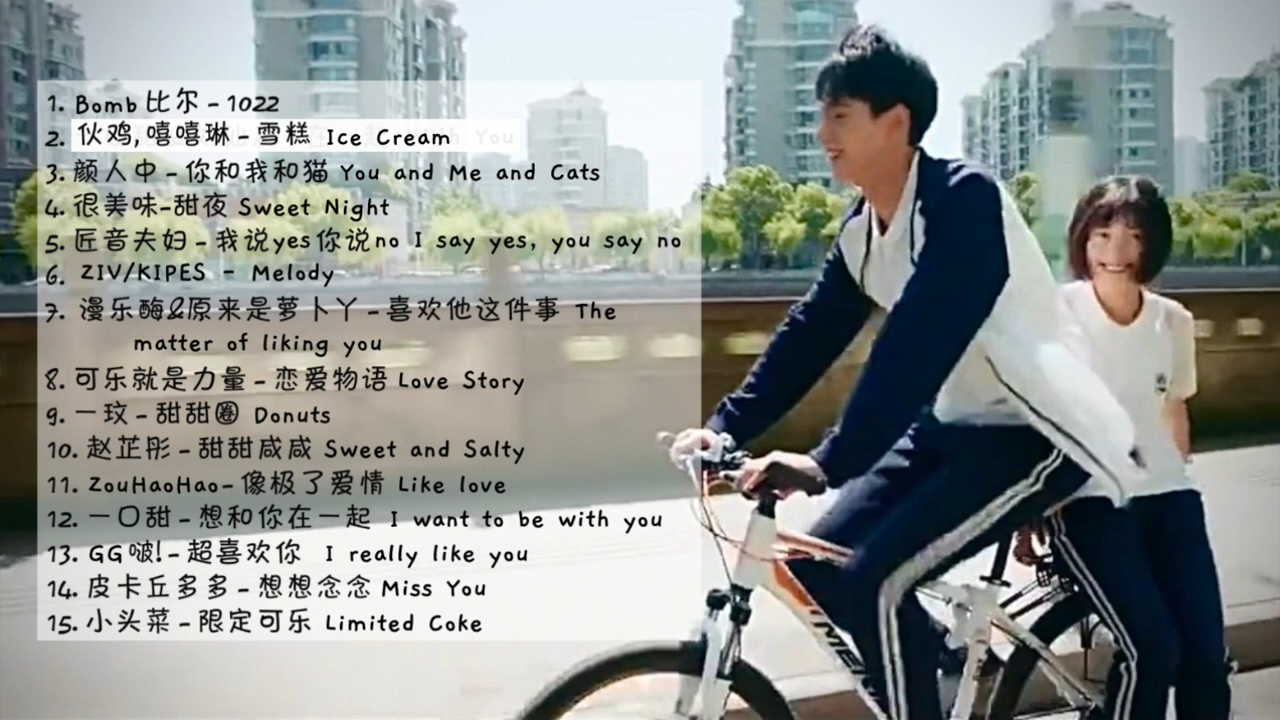 1. Bomb比尔 - 1022
2. 伙鸡,嘻嘻琳 - 雪糕 Ice Cream
3. 颜人中 - 你和我和猫 You and Me and Cats
4. 很美味-甜夜 Sweet Night
5. 匠音夫妇 - 我说yes你说no I say yes, you say no
6. ZIV/KIPES - Melody
7. 漫乐酶&原来是萝卜丫 - 喜欢他这件事 The
matter of liking you
8. 可乐就是力量 - 恋爱物语 Love Story
9. 一玟 - 甜甜圈 Donuts
10. 赵芷彤 - 甜甜咸咸 Sweet and Salty
11. ZouHaoHao- 像极了爱情 Like love
12. 一口甜 - 想和你在一起 I want to be with you
13. GG啵! - 超喜欢你 I really like you
14. 皮卡丘多多 - 想想念念 Miss You
15. 小头菜 - 限定可乐 Limited Coke